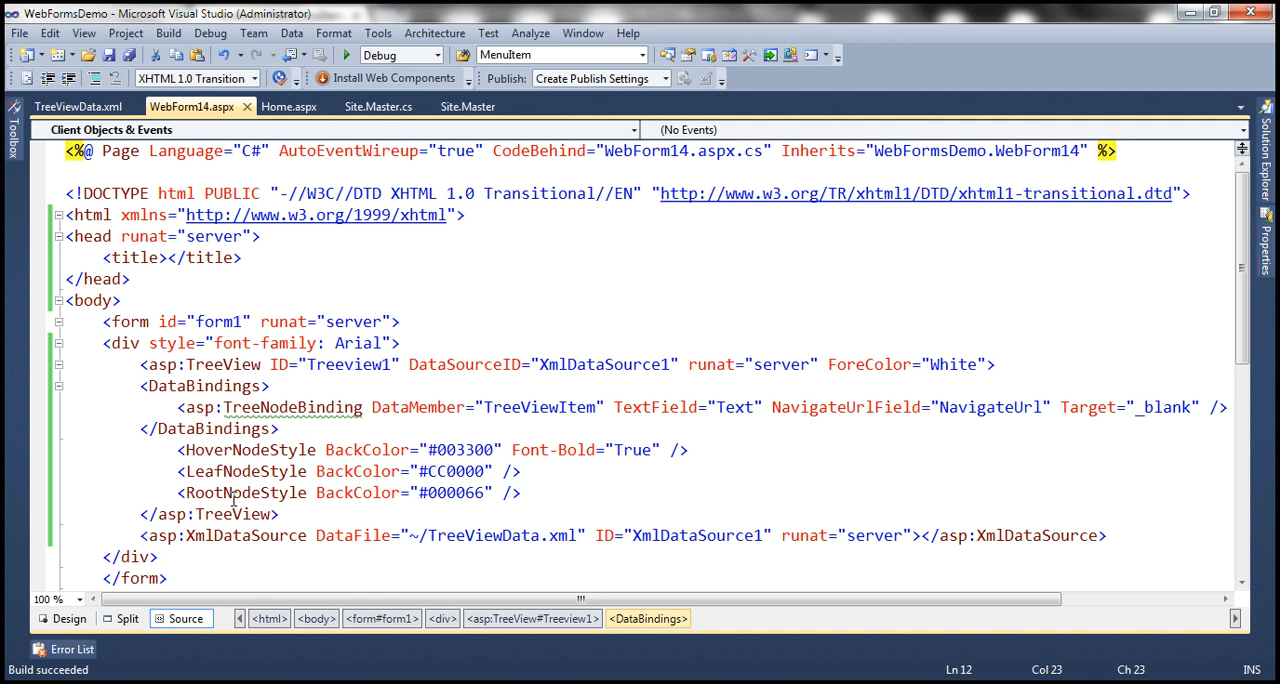 WebFormsDemo - Microsoft Visual Studio (Administrator)
File Edit View Project Build Debug Team Data Format Tools Architecture Test Analyze Window Help
Debug MenuItem
XHTML 1.0 Transition Install Web Components Publish: Create Publish Settings
TreeViewData.xml WebForm14.aspx Home.aspx Site.Master.cs Site.Master
Toolbox
Client Objects & Events (No Events)
<%@ Page Language="C#" AutoEventWireup="true" CodeBehind="WebForm14.aspx.cs" Inherits="WebFormsDemo.WebForm14" %>
<!DOCTYPE html PUBLIC "-//W3C//DTD XHTML 1.0 Transitional//EN" "http://www.w3.org/TR/xhtml1/DTD/xhtml1-transitional.dtd">
<html xmlns="http://www.w3.org/1999/xhtml">
<head runat="server">
<title></title>
</head>
<body>
<form id="form1" runat="server">
<div style="font-family: Arial">
<asp:TreeView ID="Treeview1" DataSourceID="XmlDataSource1" runat="server" ForeColor="White">
<DataBindings>
<asp:TreeNodeBinding DataMember="TreeViewItem" TextField="Text" NavigateUrlField="NavigateUrl" Target="_blank" />
</DataBindings>
<HoverNodeStyle BackColor="#003300" Font-Bold="True" />
<LeafNodeStyle BackColor="#CC0000" />
<RootNodeStyle BackColor="#000066" />
</asp:TreeView>
<asp:XmlDataSource DataFile="~/TreeViewData.xml" ID="XmlDataSource1" runat="server"></asp:XmlDataSource>
</div>
</form>
Solution Explorer
Properties
100 %
Design Split Source <html> <body> <form#form1> <div> <asp:TreeView#Treeview1> <DataBindings>
Error List
Build succeeded Ln 12 Col 23 Ch 23 INS